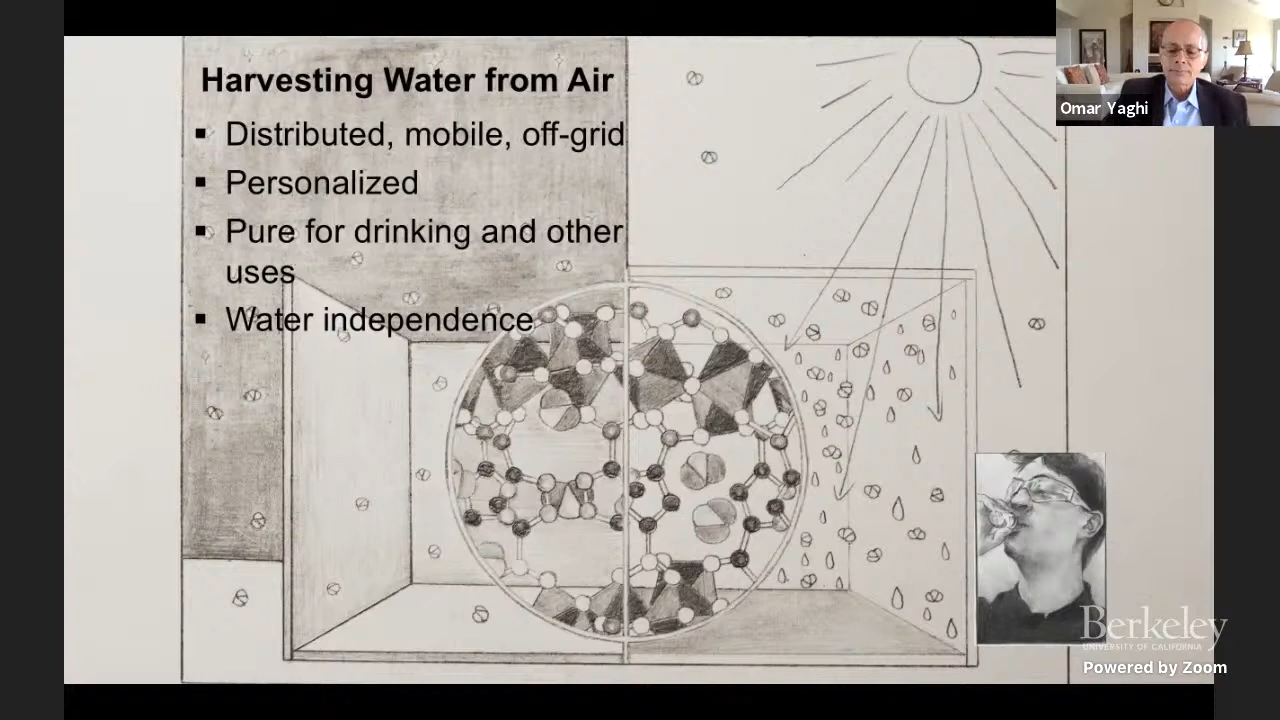 Harvesting Water from Air
▪ Distributed, mobile, off-grid
▪ Personalized
▪ Pure for drinking and other
uses
▪ Water independence
Omar Yaghi
Berkeley
UNIVERSITY OF CALIFORNIA
Powered by Zoom